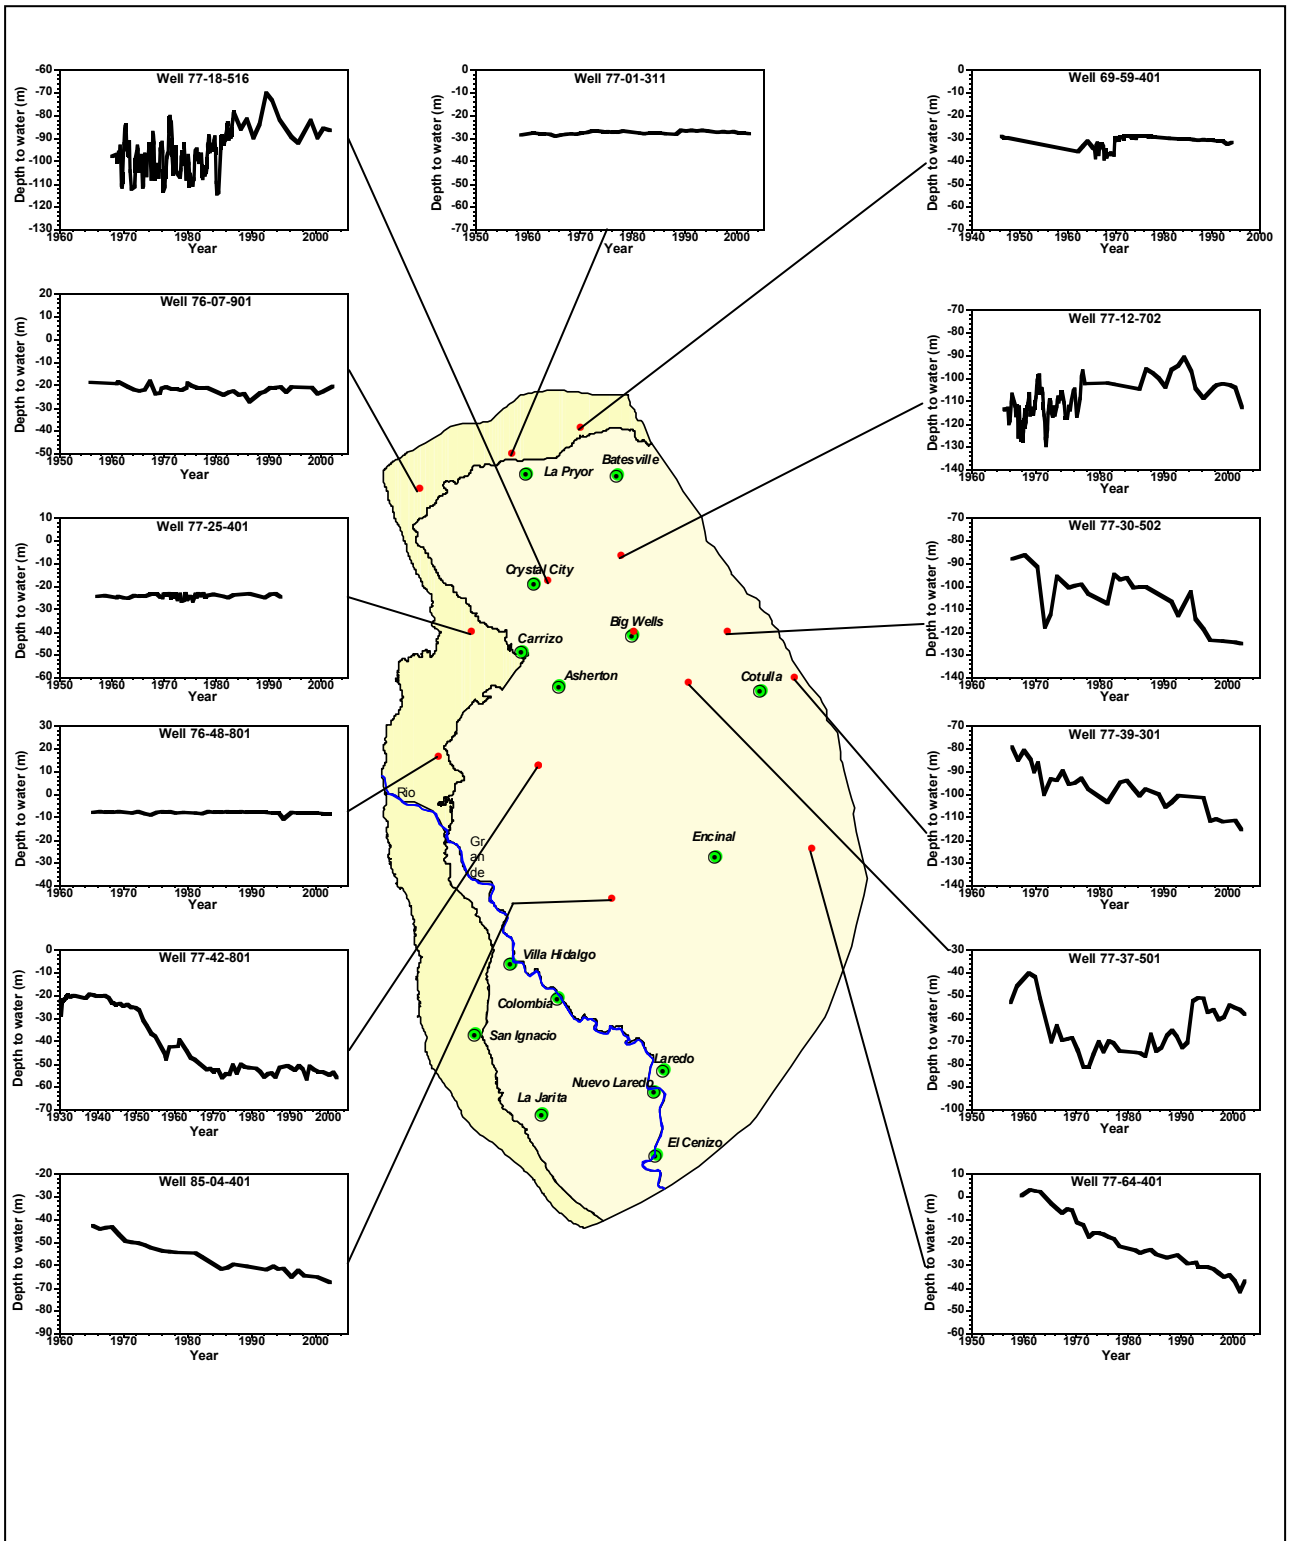 Well 77-18-516
Depth to water (m)
-60
-70
-80
-90
-100
-110
-120
-130
1960 1970 1980 1990 2000
Year
Well 77-01-311
Depth to water (m)
0
-10
-20
-30
-40
-50
-60
-70
1950 1960 1970 1980 1990 2000
Year
Well 69-59-401
Depth to water (m)
0
-10
-20
-30
-40
-50
-60
-70
1940 1950 1960 1970 1980 1990 2000
Year
Well 76-07-901
Depth to water (m)
20
10
0
-10
-20
-30
-40
-50
1950 1960 1970 1980 1990 2000
Year
Well 77-12-702
Depth to water (m)
-70
-80
-90
-100
-110
-120
-130
-140
1960 1970 1980 1990 2000
Year
Well 77-25-401
Depth to water (m)
10
0
-10
-20
-30
-40
-50
-60
1950 1960 1970 1980 1990 2000
Year
Well 77-30-502
Depth to water (m)
-70
-80
-90
-100
-110
-120
-130
-140
1960 1970 1980 1990 2000
Year
Well 76-48-801
Depth to water (m)
30
20
10
0
-10
-20
-30
-40
1960 1970 1980 1990 2000
Year
Well 77-39-301
Depth to water (m)
-70
-80
-90
-100
-110
-120
-130
-140
1960 1970 1980 1990 2000
Year
Well 77-42-801
Depth to water (m)
0
-10
-20
-30
-40
-50
-60
-70
1930 1940 1950 1960 1970 1980 1990 2000
Year
Well 77-37-501
Depth to water (m)
-30
-40
-50
-60
-70
-80
-90
-100
1950 1960 1970 1980 1990 2000
Year
Well 85-04-401
Depth to water (m)
-20
-30
-40
-50
-60
-70
-80
-90
1960 1970 1980 1990 2000
Year
Well 77-64-401
Depth to water (m)
10
0
-10
-20
-30
-40
-50
-60
1950 1960 1970 1980 1990 2000
Year
La Pryor
Batesville
Crystal City
Big Wells
Carrizo
Asherton
Cotulla
Rio
Gr
an
de
Encinal
Villa Hidalgo
Colombia
San Ignacio
Laredo
Nuevo Laredo
La Jarita
El Cenizo